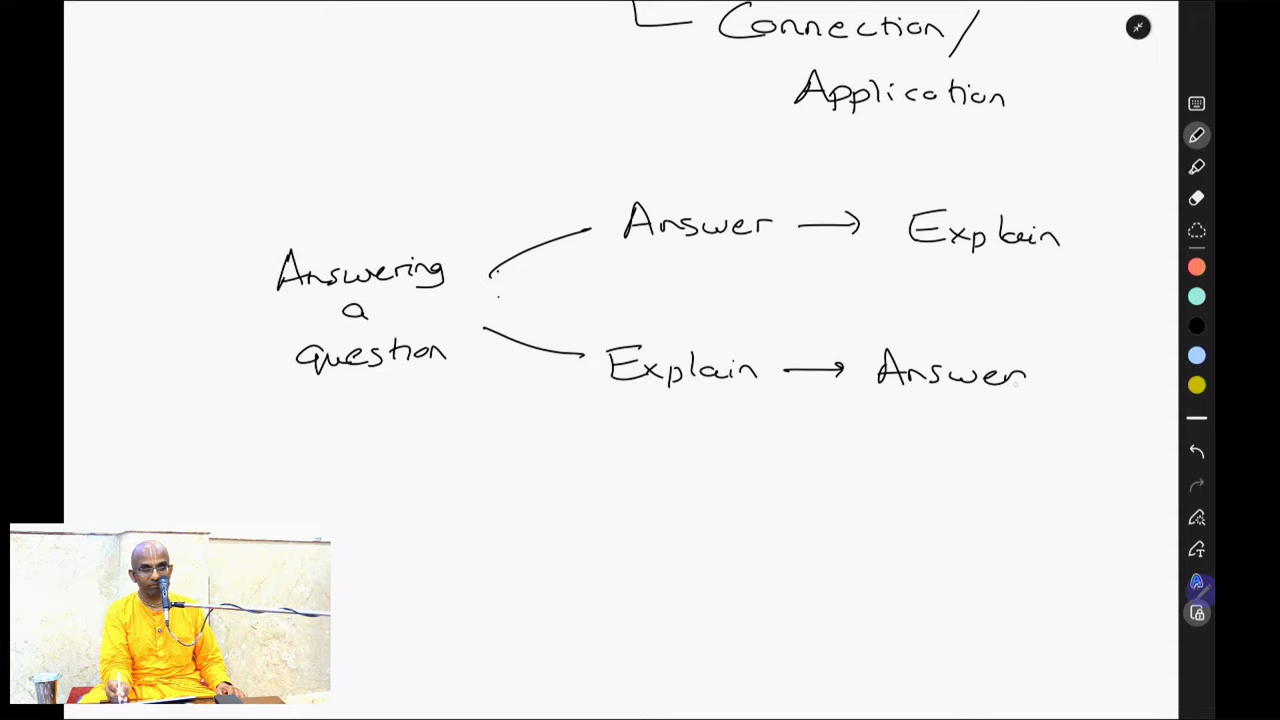 Connection/
Application
Answer → Explain
Answering
a
question
Explain → Answer